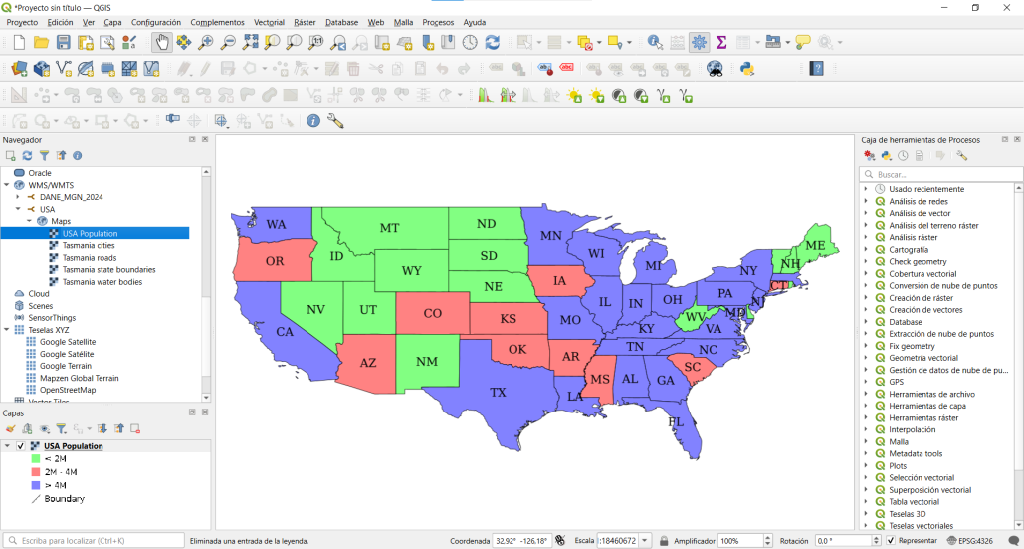 *Proyecto sin título — QGIS
Proyecto Edición Ver Capa Configuración Complementos Vectorial Ráster Database Web Malla Procesos Ayuda
Navegador
Oracle
WMS/WMTS
DANE_MGN_2024
USA
Maps
USA Population
Tasmania cities
Tasmania roads
Tasmania state boundaries
Tasmania water bodies
Cloud
Scenes
SensorThings
Teselas XYZ
Google Satellite
Google Satélite
Google Terrain
Mapzen Global Terrain
OpenStreetMap
Vector Tiles
Capas
USA Population
< 2M
2M - 4M
> 4M
Boundary
WA
MT
ND
MN
ME
OR
ID
SD
WI
MI
NY
NH
WY
NE
IA
PA
CT
NV
UT
CO
KS
MO
IL
IN
OH
NJ
MD
WV
VA
CA
KY
AZ
NM
OK
AR
TN
NC
SC
TX
LA
MS
AL
GA
FL
Caja de herramientas de Procesos
Buscar...
Usado recientemente
Análisis de redes
Análisis de vector
Análisis del terreno ráster
Análisis ráster
Cartografía
Check geometry
Cobertura vectorial
Conversion de nube de puntos
Creación de ráster
Creación de vectores
Database
Extracción de nube de puntos
Fix geometry
Geometría vectorial
Gestión de datos de nube de pu...
GPS
Herramientas de archivo
Herramientas de capa
Herramientas ráster
Interpolación
Malla
Metadata tools
Plots
Selección vectorial
Superposición vectorial
Tabla vectorial
Teselas 3D
Teselas vectoriales
Escriba para localizar (Ctrl+K) Eliminada una entrada de la leyenda. Coordenada 32.92° -126.18° Escala 1:18460672 Amplificador 100% Rotación 0.0 ° Representar EPSG:4326